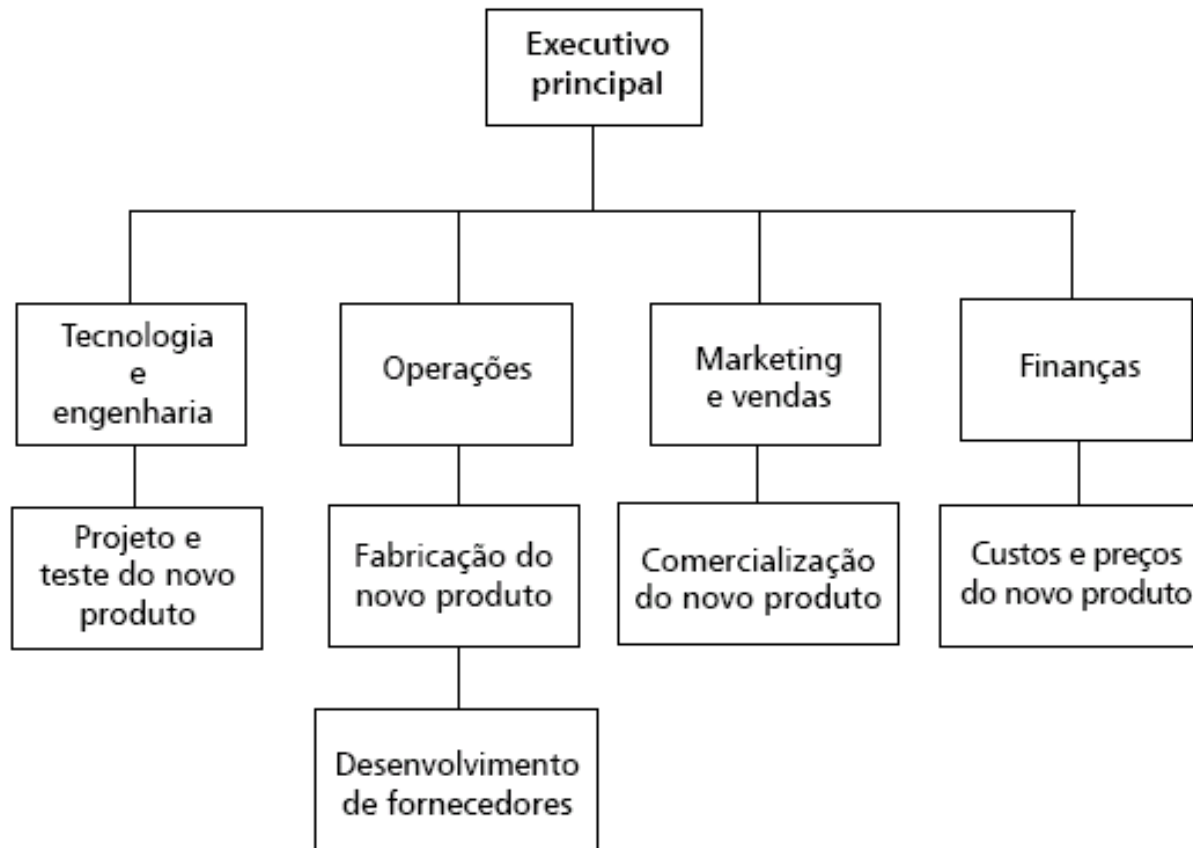 Executivo
principal
Tecnologia
e
engenharia
Operações
Marketing
e vendas
Finanças
Projeto e
teste do novo
produto
Fabricação do
novo produto
Comercialização
do novo produto
Custos e preços
do novo produto
Desenvolvimento
de fornecedores